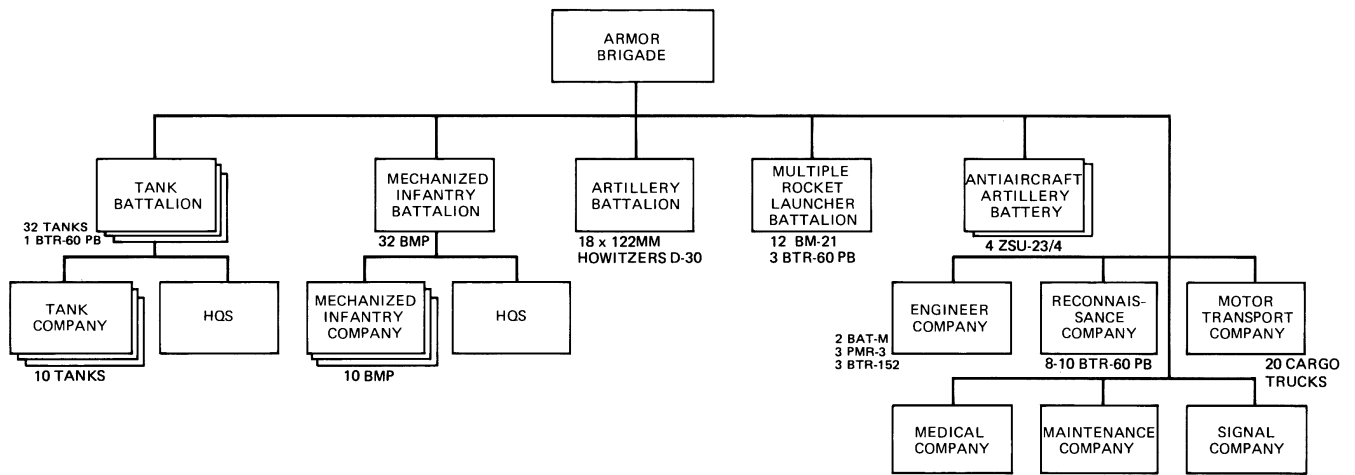 ARMOR
BRIGADE
TANK
BATTALION
32 TANKS
1 BTR-60 PB
MECHANIZED
INFANTRY
BATTALION
32 BMP
ARTILLERY
BATTALION
18 x 122MM
HOWITZERS D-30
MULTIPLE
ROCKET
LAUNCHER
BATTALION
12 BM-21
3 BTR-60 PB
ANTIAIRCRAFT
ARTILLERY
BATTERY
4 ZSU-23/4
TANK
COMPANY
10 TANKS
HQS
MECHANIZED
INFANTRY
COMPANY
10 BMP
HQS
ENGINEER
COMPANY
2 BAT-M
3 PMR-3
3 BTR-152
RECONNAIS-
SANCE
COMPANY
8-10 BTR-60 PB
MOTOR
TRANSPORT
COMPANY
20 CARGO
TRUCKS
MEDICAL
COMPANY
MAINTENANCE
COMPANY
SIGNAL
COMPANY